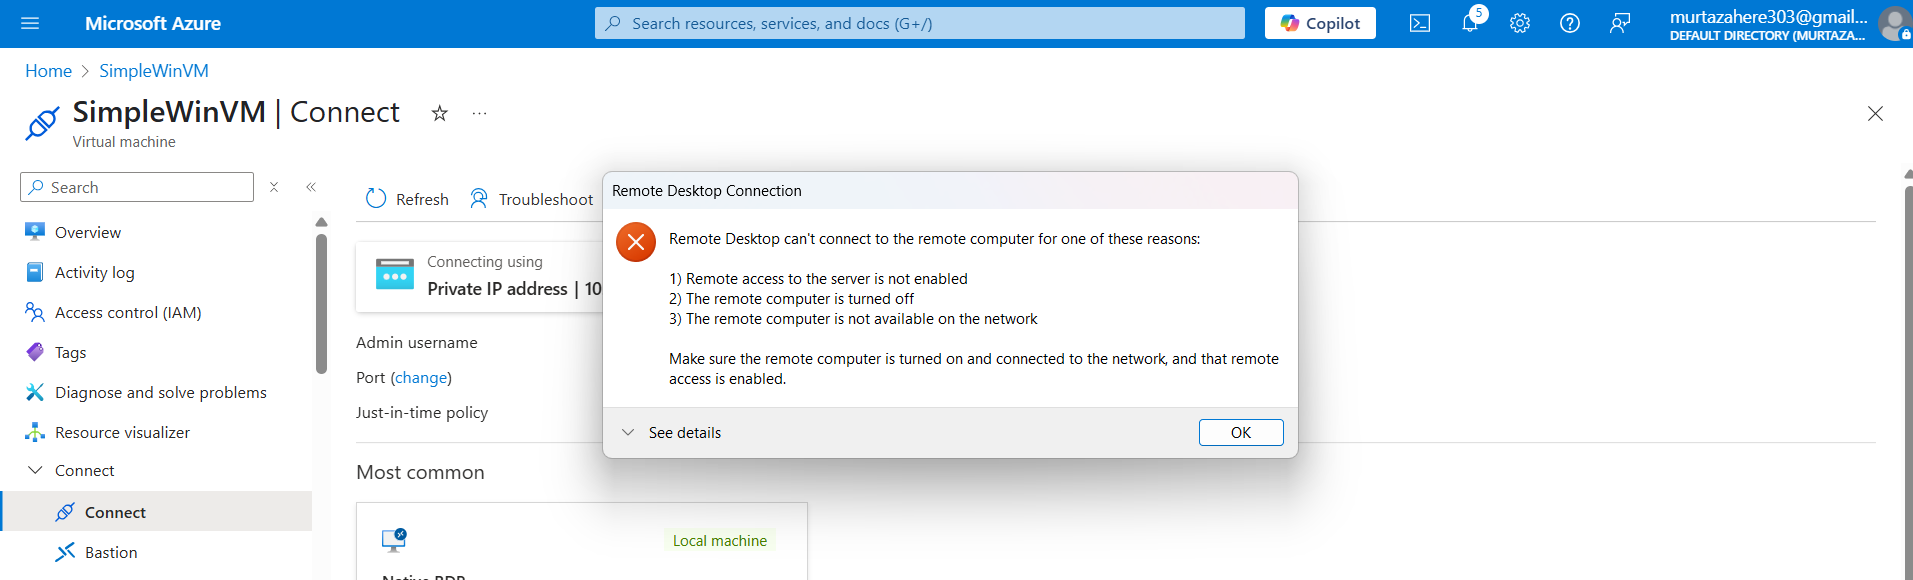 Microsoft Azure
Search resources, services, and docs (G+/)
Copilot
5
murtazahere303@gmail...
DEFAULT DIRECTORY (MURTAZA...
Home > SimpleWinVM
SimpleWinVM | Connect
Virtual machine
Search
Refresh
Troubleshoot
Overview
Activity log
Access control (IAM)
Tags
Diagnose and solve problems
Resource visualizer
Connect
Connect
Bastion
Connecting using
Private IP address | 10
Admin username
Port (change)
Just-in-time policy
Most common
Local machine
Native RDP
Remote Desktop Connection
Remote Desktop can't connect to the remote computer for one of these reasons:
1) Remote access to the server is not enabled
2) The remote computer is turned off
3) The remote computer is not available on the network
Make sure the remote computer is turned on and connected to the network, and that remote
access is enabled.
See details
OK